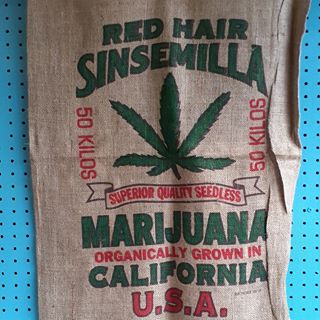 RED HAIR
SINSEMILLA
50 KILOS
50 KILOS
SUPERIOR QUALITY SEEDLESS
MARIJUANA
ORGANICALLY GROWN IN
CALIFORNIA
U.S.A.